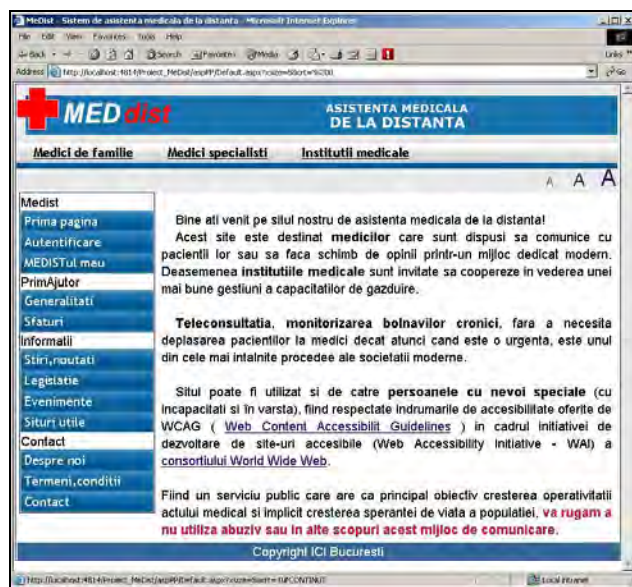 MeDist - Sistem de asistenta medicala de la distanta - Microsoft Internet Explorer
File Edit View Favorites Tools Help
Back Search Favorites Media
Links
Address Go
MED dist
ASISTENTA MEDICALA
DE LA DISTANTA
Medici de familie Medici specialisti Institutii medicale
A A A
Medist
Prima pagina
Autentificare
MEDISTul meu
PrimAjutor
Generalitati
Sfaturi
Informatii
Stiri,noutati
Legislatie
Evenimente
Situri utile
Contact
Despre noi
Termeni,conditii
Contact
Bine ati venit pe situl nostru de asistenta medicala de la distanta!
Acest site este destinat medicilor care sunt dispusi sa comunice cu
pacientii lor sau sa faca schimb de opinii printr-un mijloc dedicat modern.
Deasemenea institutiile medicale sunt invitate sa coopereze in vederea unei
mai bune gestiuni a capacitatilor de gazduire.
Teleconsultatia, monitorizarea bolnavilor cronici, fara a necesita
deplasarea pacientilor la medici decat atunci cand este o urgenta, este unul
din cele mai intalnite procedee ale societatii moderne.
Situl poate fi utilizat si de catre persoanele cu nevoi speciale (cu
incapacitati si in varsta), fiind respectate indrumarile de accesibilitate oferite de
WCAG ( Web Content Accessibilit Guidelines ) in cadrul initiativei de
dezvoltare de site-uri accesibile (Web Accessibility Initiative - WAI) a
consortiului World Wide Web.
Fiind un serviciu public care are ca principal obiectiv cresterea operativitatii
actului medical si implicit cresterea sperantei de viata a populatiei, va rugam a
nu utiliza abuziv sau in alte scopuri acest mijloc de comunicare.
Copyright ICI Bucuresti
Local intranet